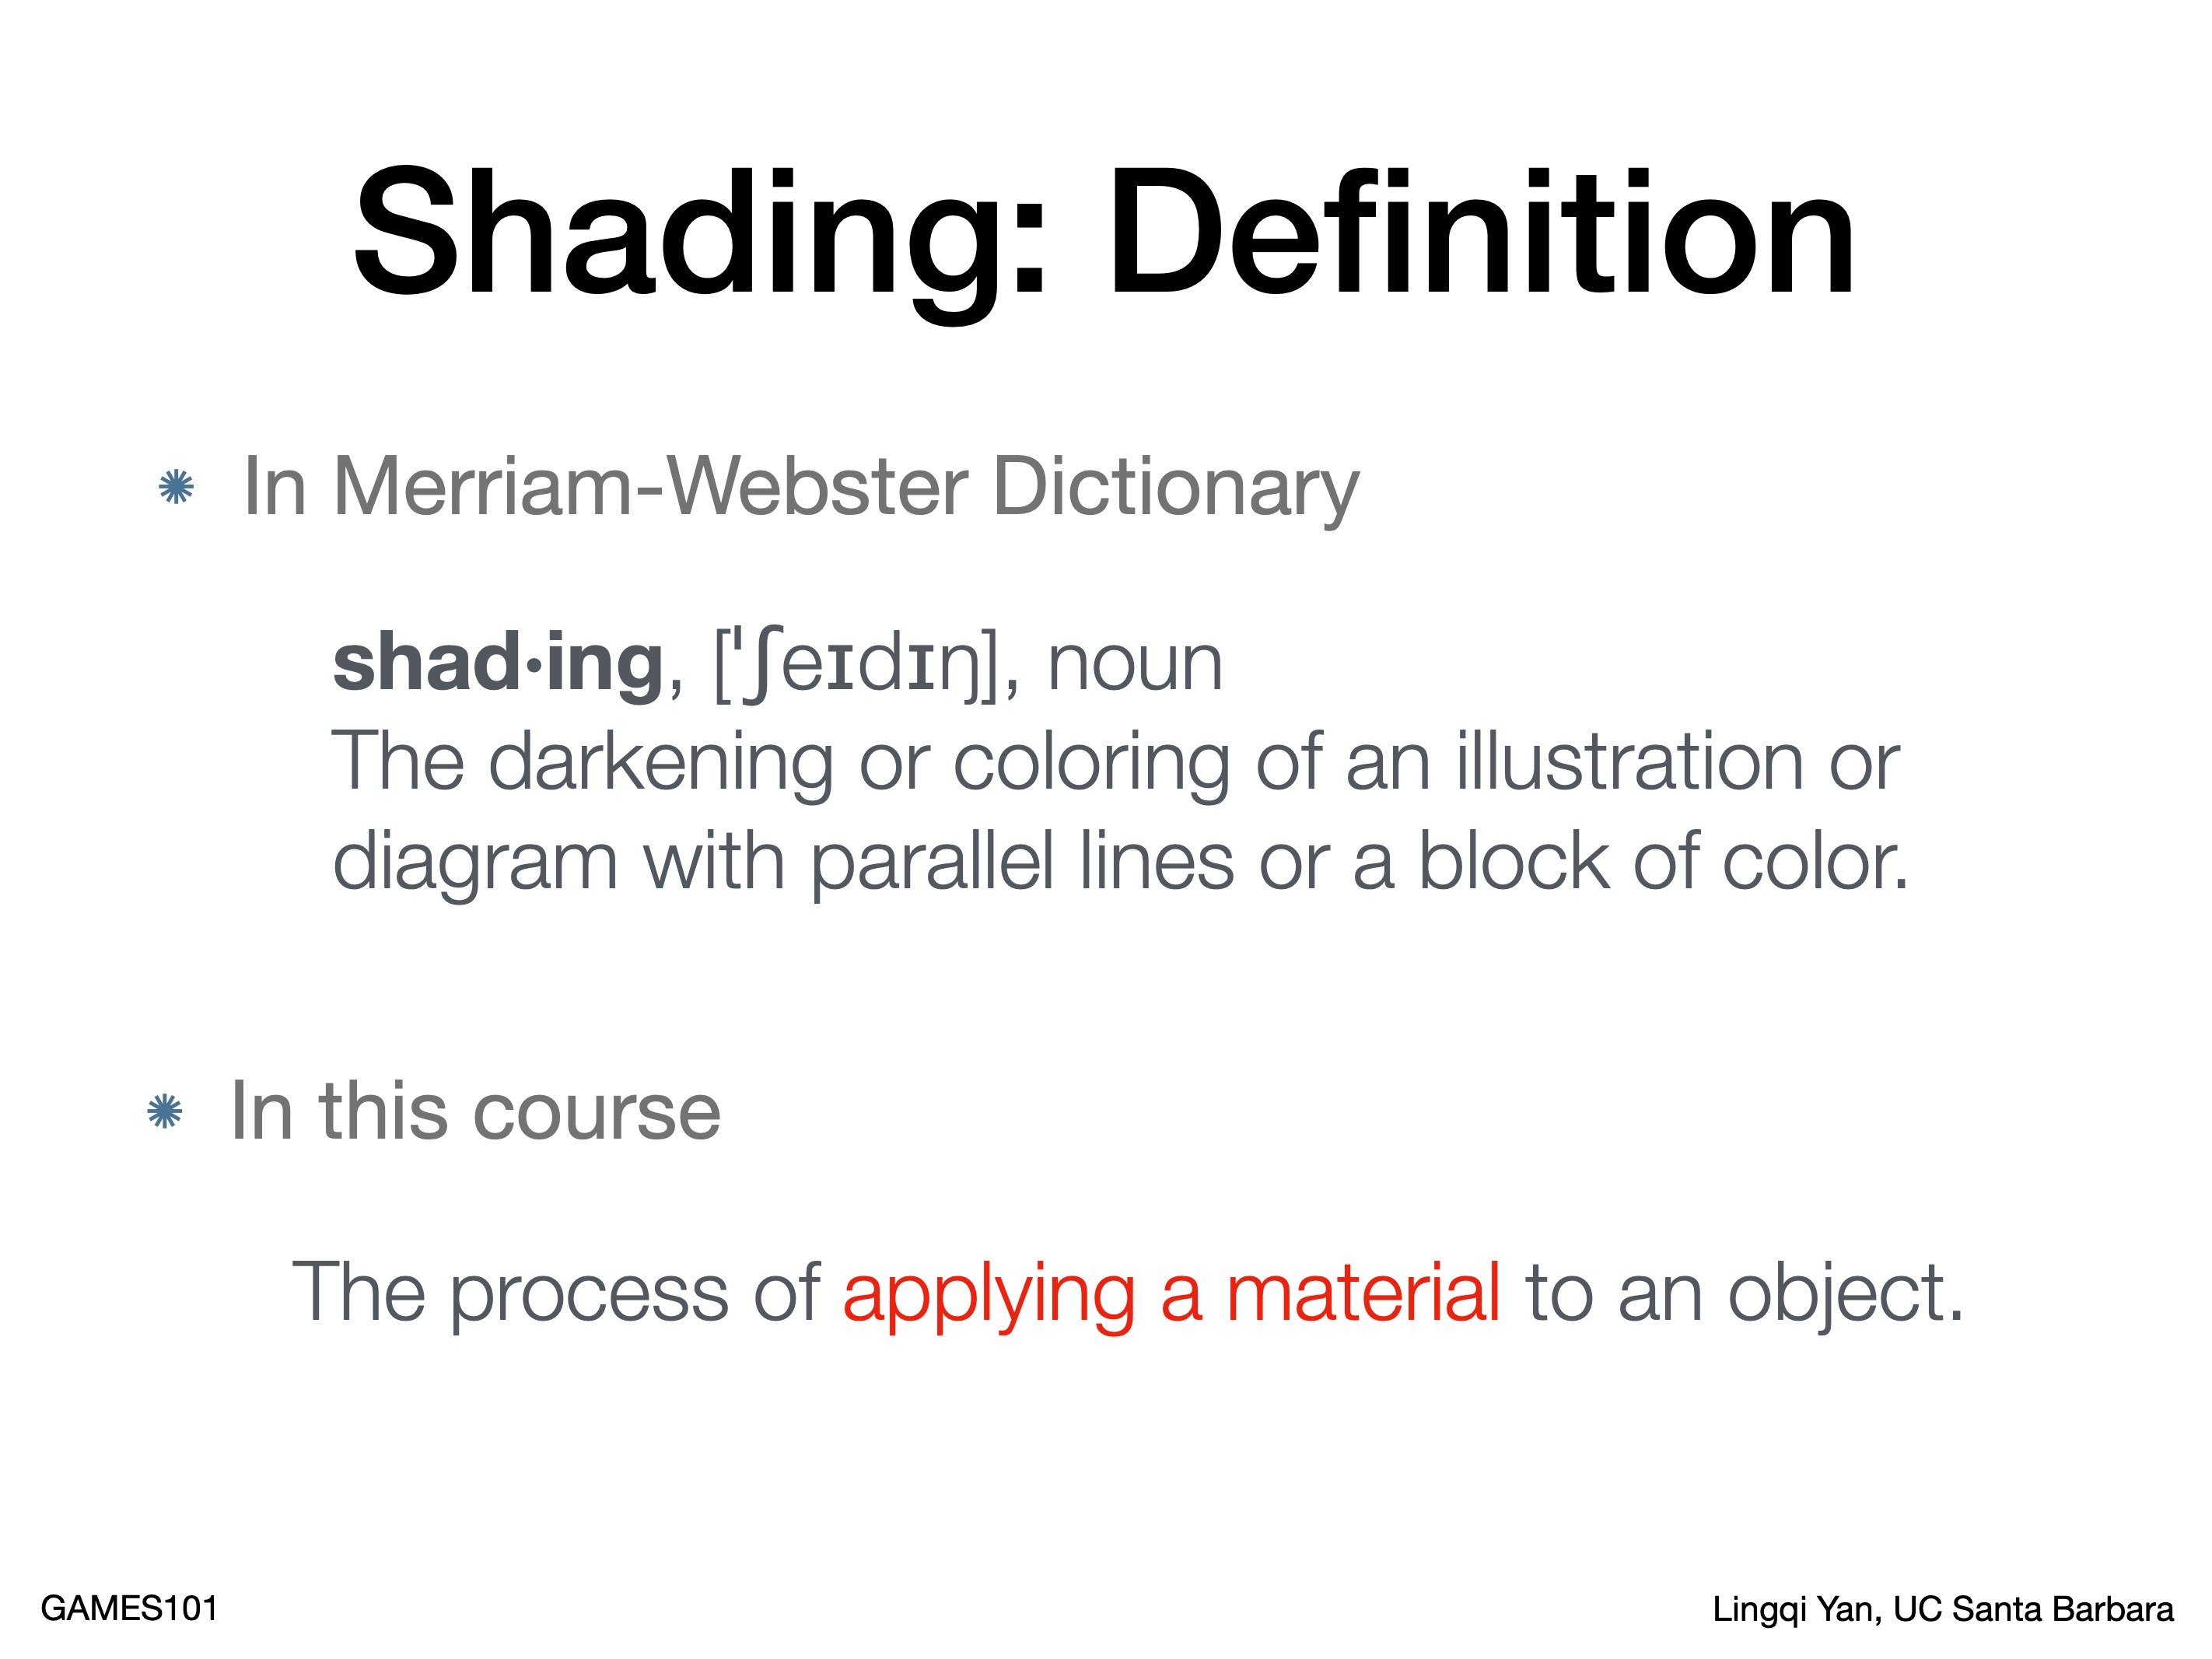 Shading: Definition
In Merriam-Webster Dictionary
shad·ing, [ˈʃeɪdɪŋ], noun
The darkening or coloring of an illustration or
diagram with parallel lines or a block of color.
In this course
The process of applying a material to an object.
GAMES101
Lingqi Yan, UC Santa Barbara